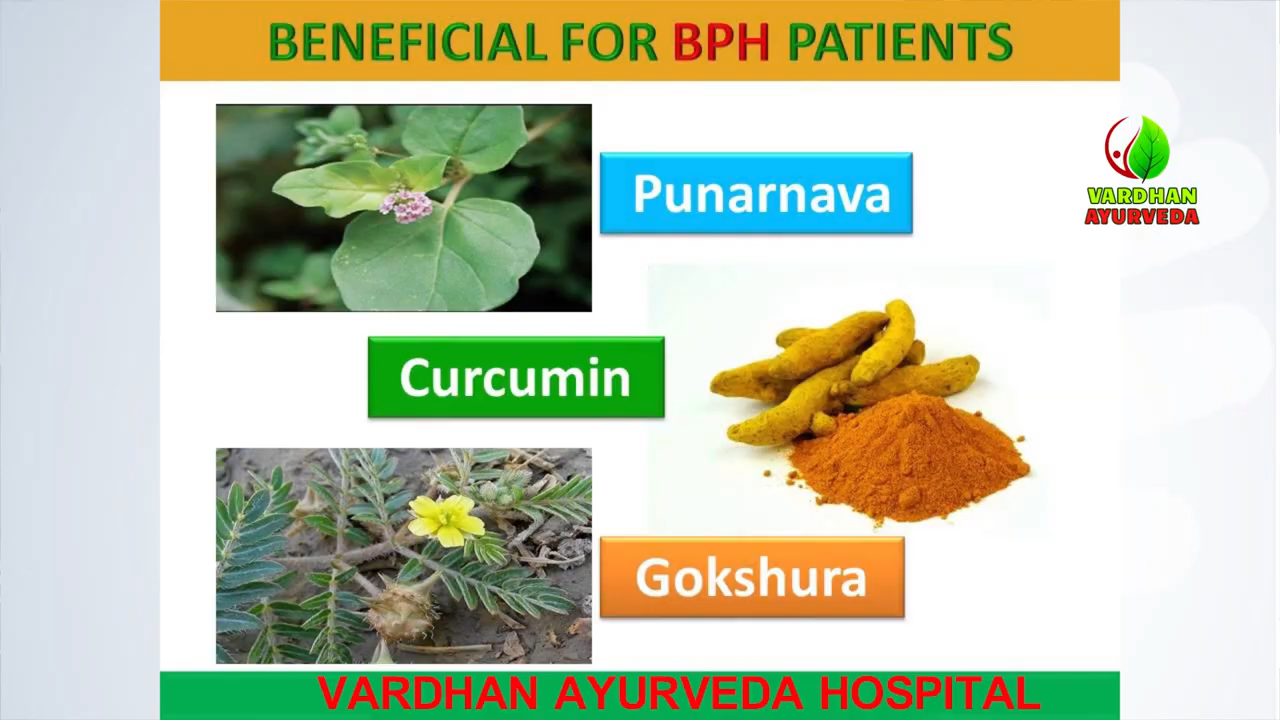 BENEFICIAL FOR BPH PATIENTS
Punarnava
VARDHAN
AYURVEDA
Curcumin
Gokshura
VARDHAN AYURVEDA HOSPITAL